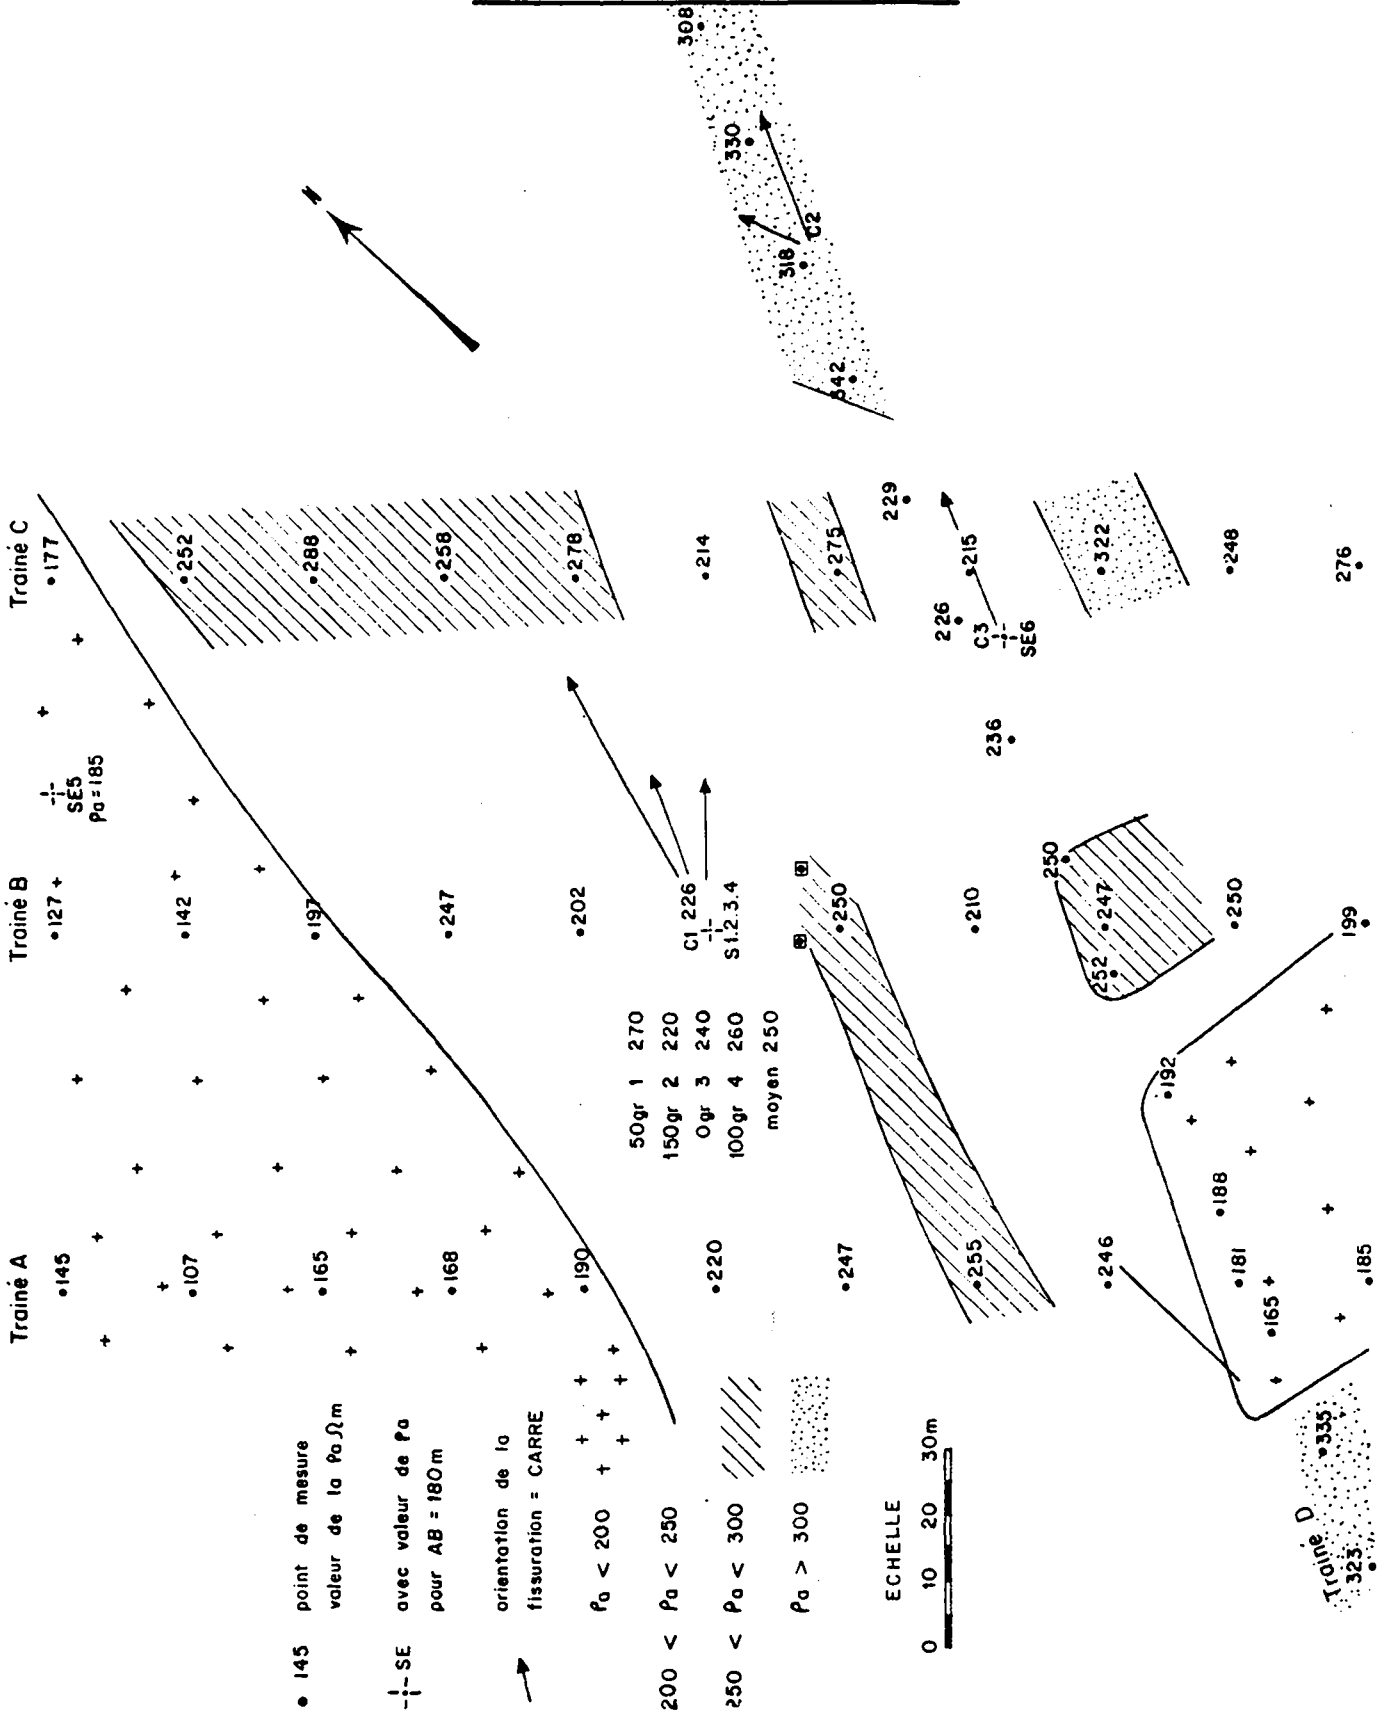 Trainé A
Trainé B
Trainé C
145
127
177
107
142
252
165
197
288
168
247
258
190
202
278
220
C1 226
S1.2.3.4
214
247
250
275
255
210
215
246
247
322
181
250
248
185
199
276
SE5
ρa=185
50gr 1 270
150gr 2 220
0gr 3 240
100gr 4 260
moyen 250
229
226
C3
SE6
236
250
252
192
188
165
308
330
318
C2
342
N
335
323
Trainé D
145 point de mesure
valeur de la ρaΩm
SE avec valeur de ρa
pour AB = 180m
orientation de la
fissuration = CARRE
ρa < 200
200 < ρa < 250
250 < ρa < 300
ρa > 300
ECHELLE
0 10 20 30m